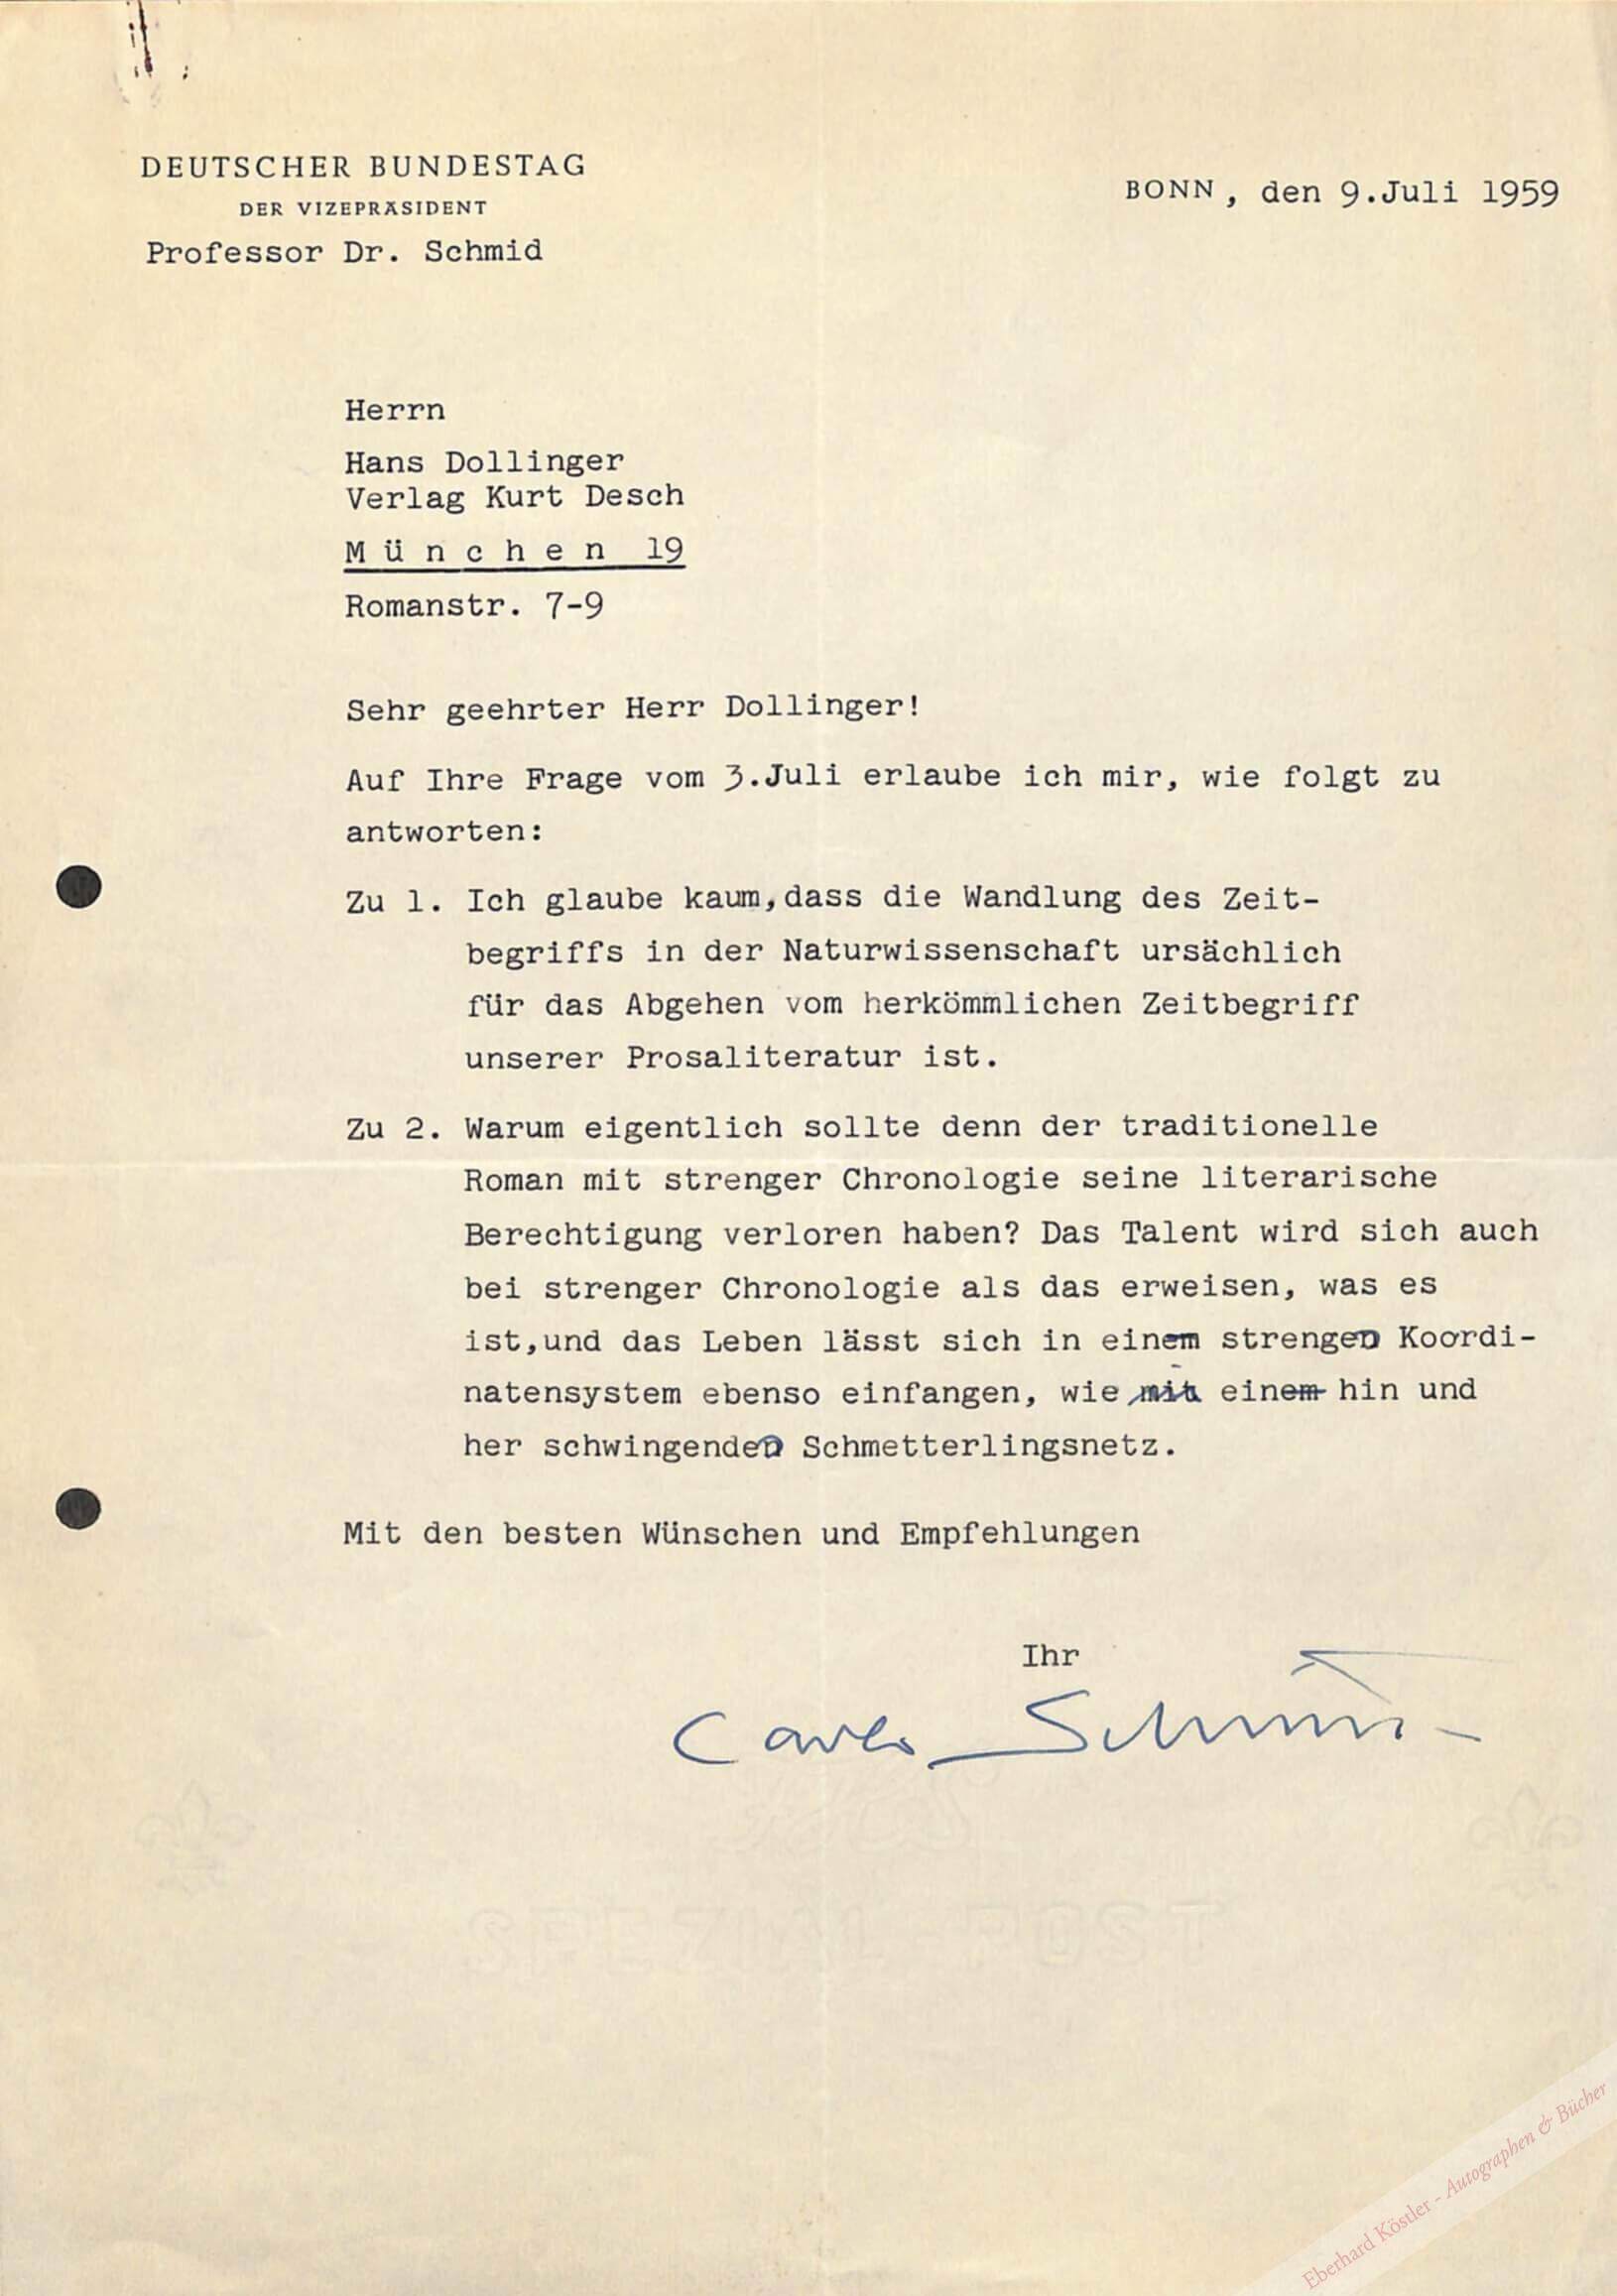 DEUTSCHER BUNDESTAG
DER VIZEPRÄSIDENT
Professor Dr. Schmid
BONN, den 9.Juli 1959
Herrn
Hans Dollinger
Verlag Kurt Desch
M ü n c h e n  19
Romanstr. 7-9
Sehr geehrter Herr Dollinger!
Auf Ihre Frage vom 3.Juli erlaube ich mir, wie folgt zu
antworten:
Zu 1. Ich glaube kaum,dass die Wandlung des Zeit-
begriffs in der Naturwissenschaft ursächlich
für das Abgehen vom herkömmlichen Zeitbegriff
unserer Prosaliteratur ist.
Zu 2. Warum eigentlich sollte denn der traditionelle
Roman mit strenger Chronologie seine literarische
Berechtigung verloren haben? Das Talent wird sich auch
bei strenger Chronologie als das erweisen, was es
ist,und das Leben lässt sich in ein strengen Koordi-
natensystem ebenso einfangen, wie in ein hin und
her schwingendes Schmetterlingsnetz.
Mit den besten Wünschen und Empfehlungen
Ihr
Carlo Schmid
SPEZIAL-POST
Eberhard Köstler - Autographen & Bücher